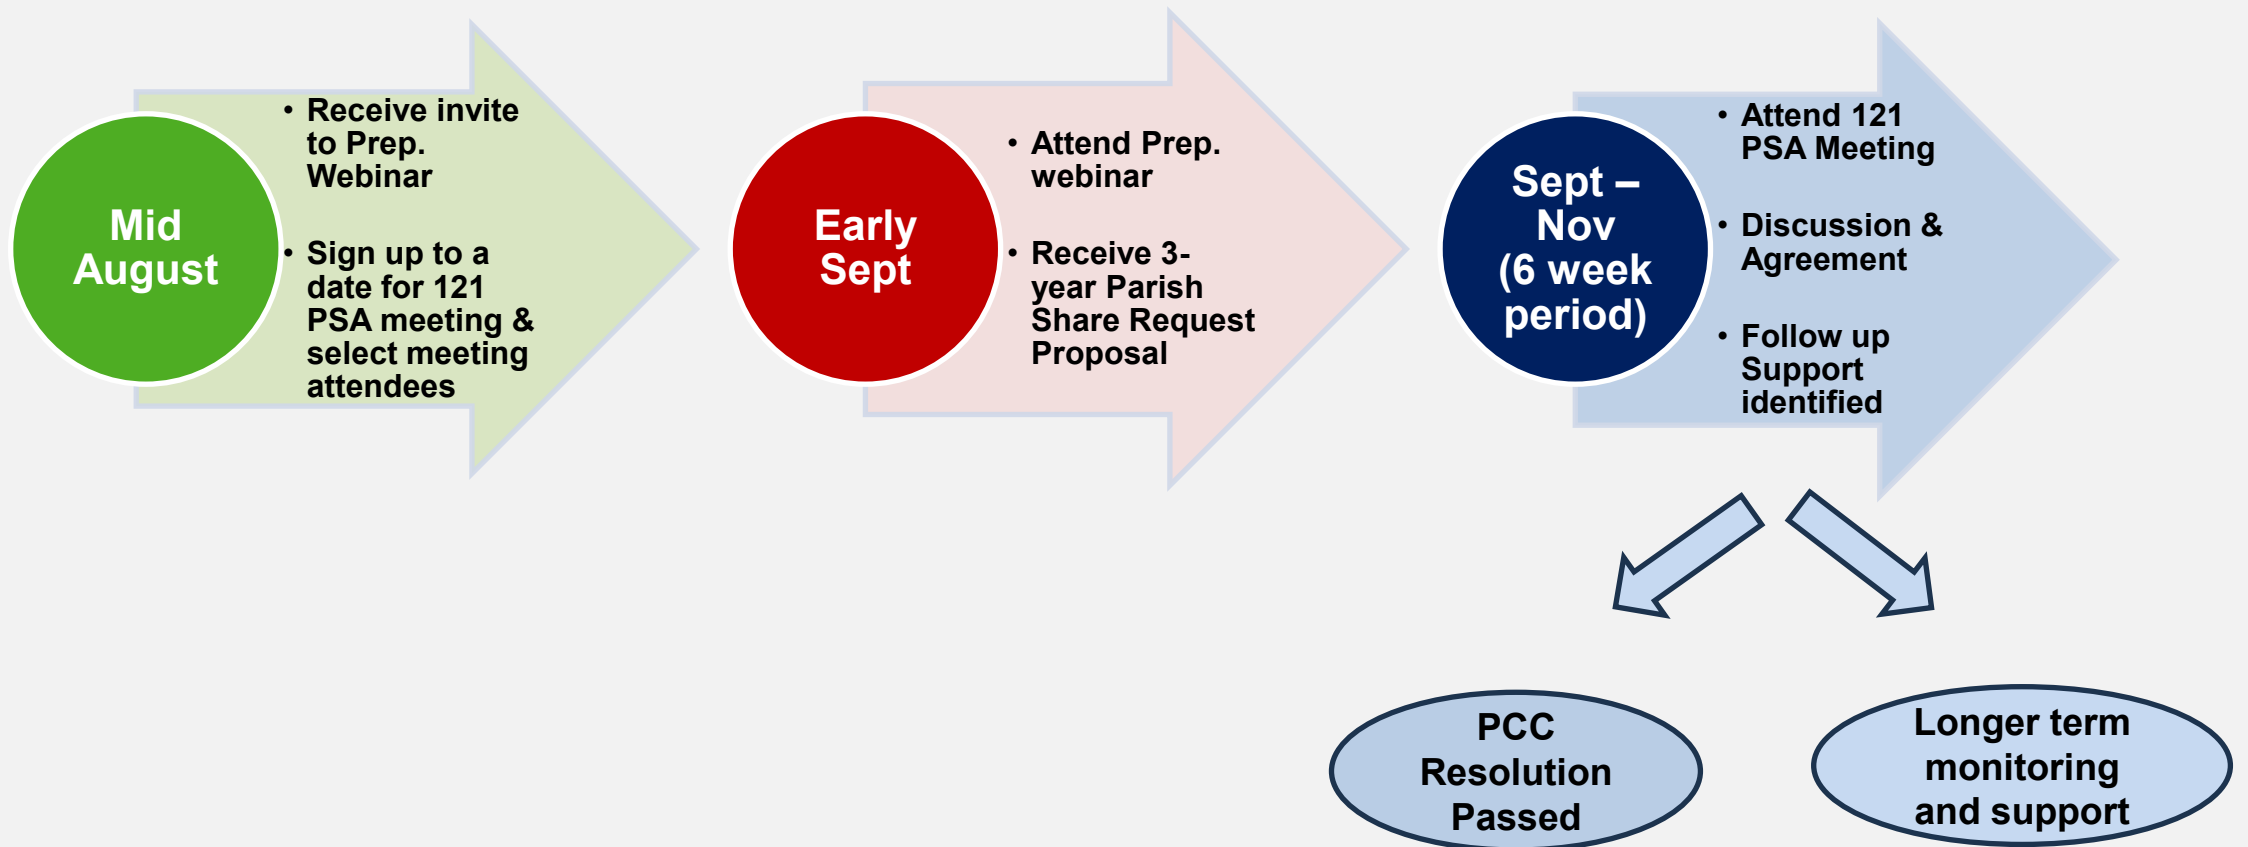 Mid
August
• Receive invite
to Prep.
Webinar
• Sign up to a
date for 121
PSA meeting &
select meeting
attendees
Early
Sept
• Attend Prep.
webinar
• Receive 3-
year Parish
Share Request
Proposal
Sept –
Nov
(6 week
period)
• Attend 121
PSA Meeting
• Discussion &
Agreement
• Follow up
Support
identified
PCC
Resolution
Passed
Longer term
monitoring
and support